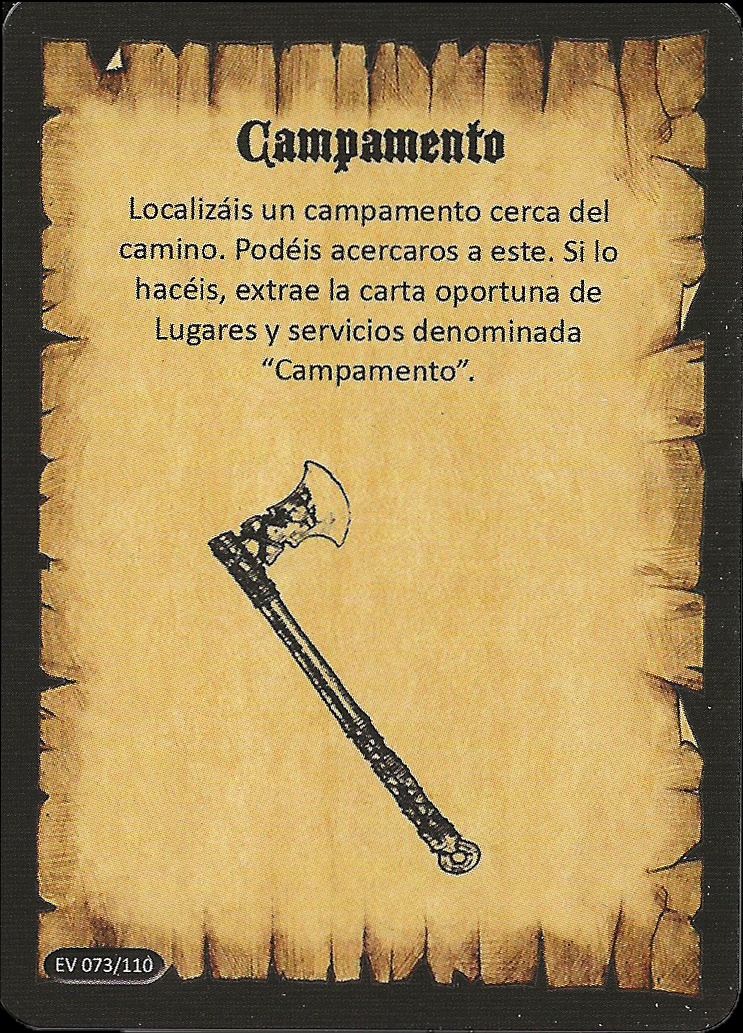 Campamento
Localizáis un campamento cerca del
camino. Podéis acercaros a este. Si lo
hacéis, extrae la carta oportuna de
Lugares y servicios denominada
“Campamento”.
EV 073/110